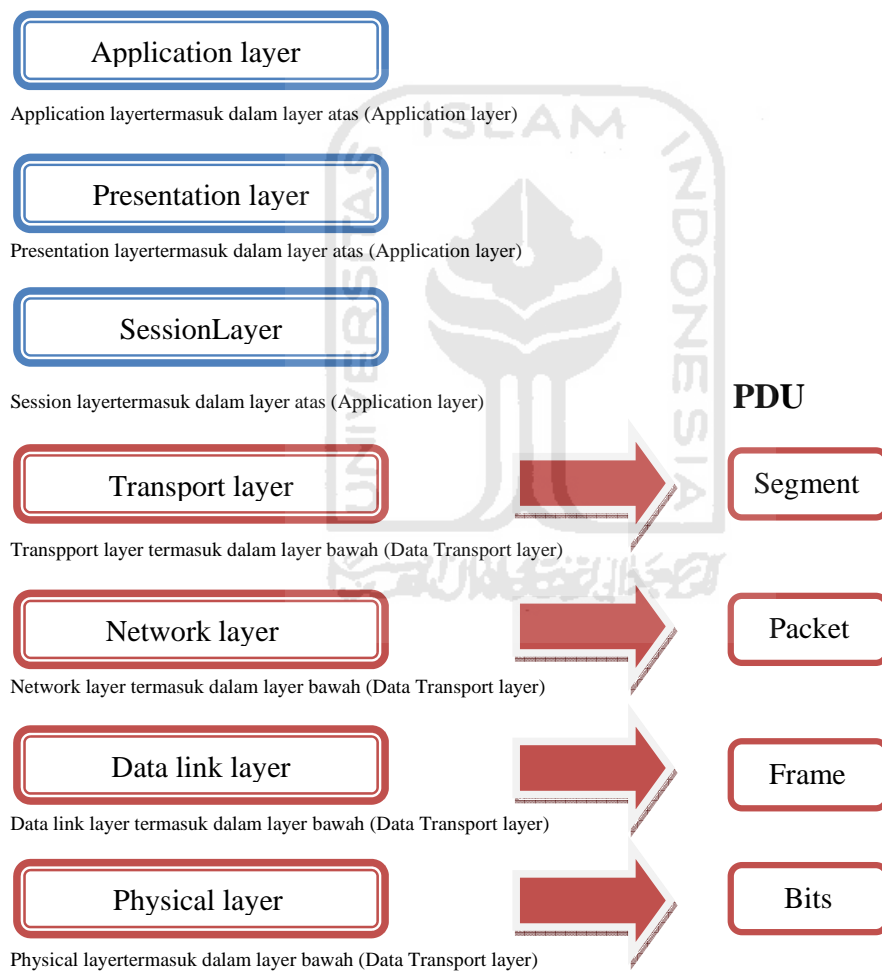 Application layer
Application layertermasuk dalam layer atas (Application layer)
ISLAM
UNIVERSITAS
INDONESIA
Presentation layer
Presentation layertermasuk dalam layer atas (Application layer)
SessionLayer
Session layertermasuk dalam layer atas (Application layer)
PDU
Transport layer
Segment
Transpport layer termasuk dalam layer bawah (Data Transport layer)
Network layer
Packet
Network layer termasuk dalam layer bawah (Data Transport layer)
Data link layer
Frame
Data link layer termasuk dalam layer bawah (Data Transport layer)
Physical layer
Bits
Physical layertermasuk dalam layer bawah (Data Transport layer)